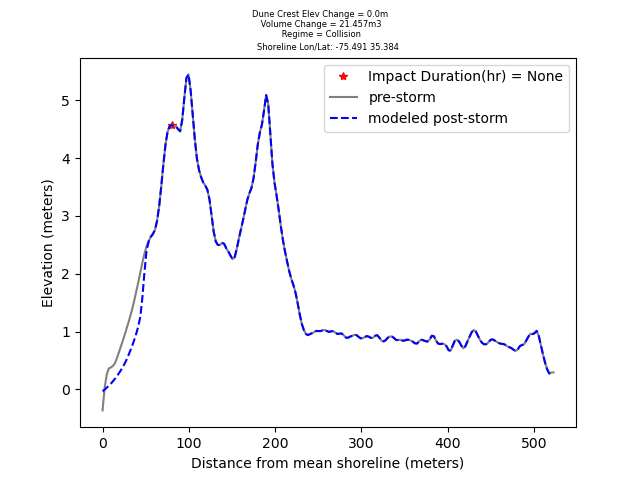 Dune Crest Elev Change = 0.0m
Volume Change = 21.457m3
Regime = Collision
Shoreline Lon/Lat: -75.491 35.384
Impact Duration(hr) = None
pre-storm
modeled post-storm
Elevation (meters)
5
4
3
2
1
0
0 100 200 300 400 500
Distance from mean shoreline (meters)